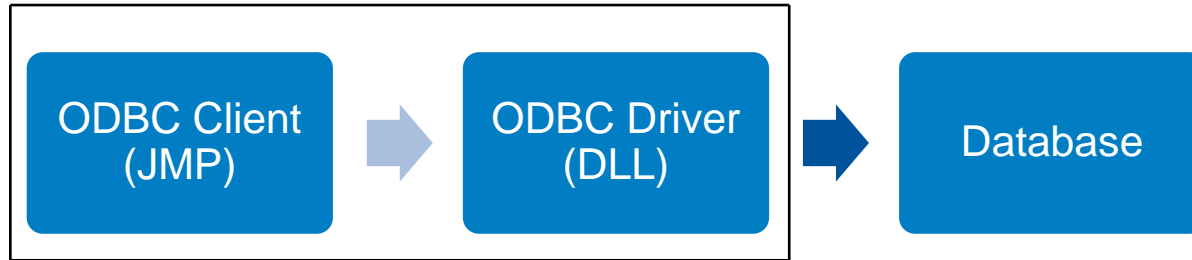 ODBC Client
(JMP)
ODBC Driver
(DLL)
Database